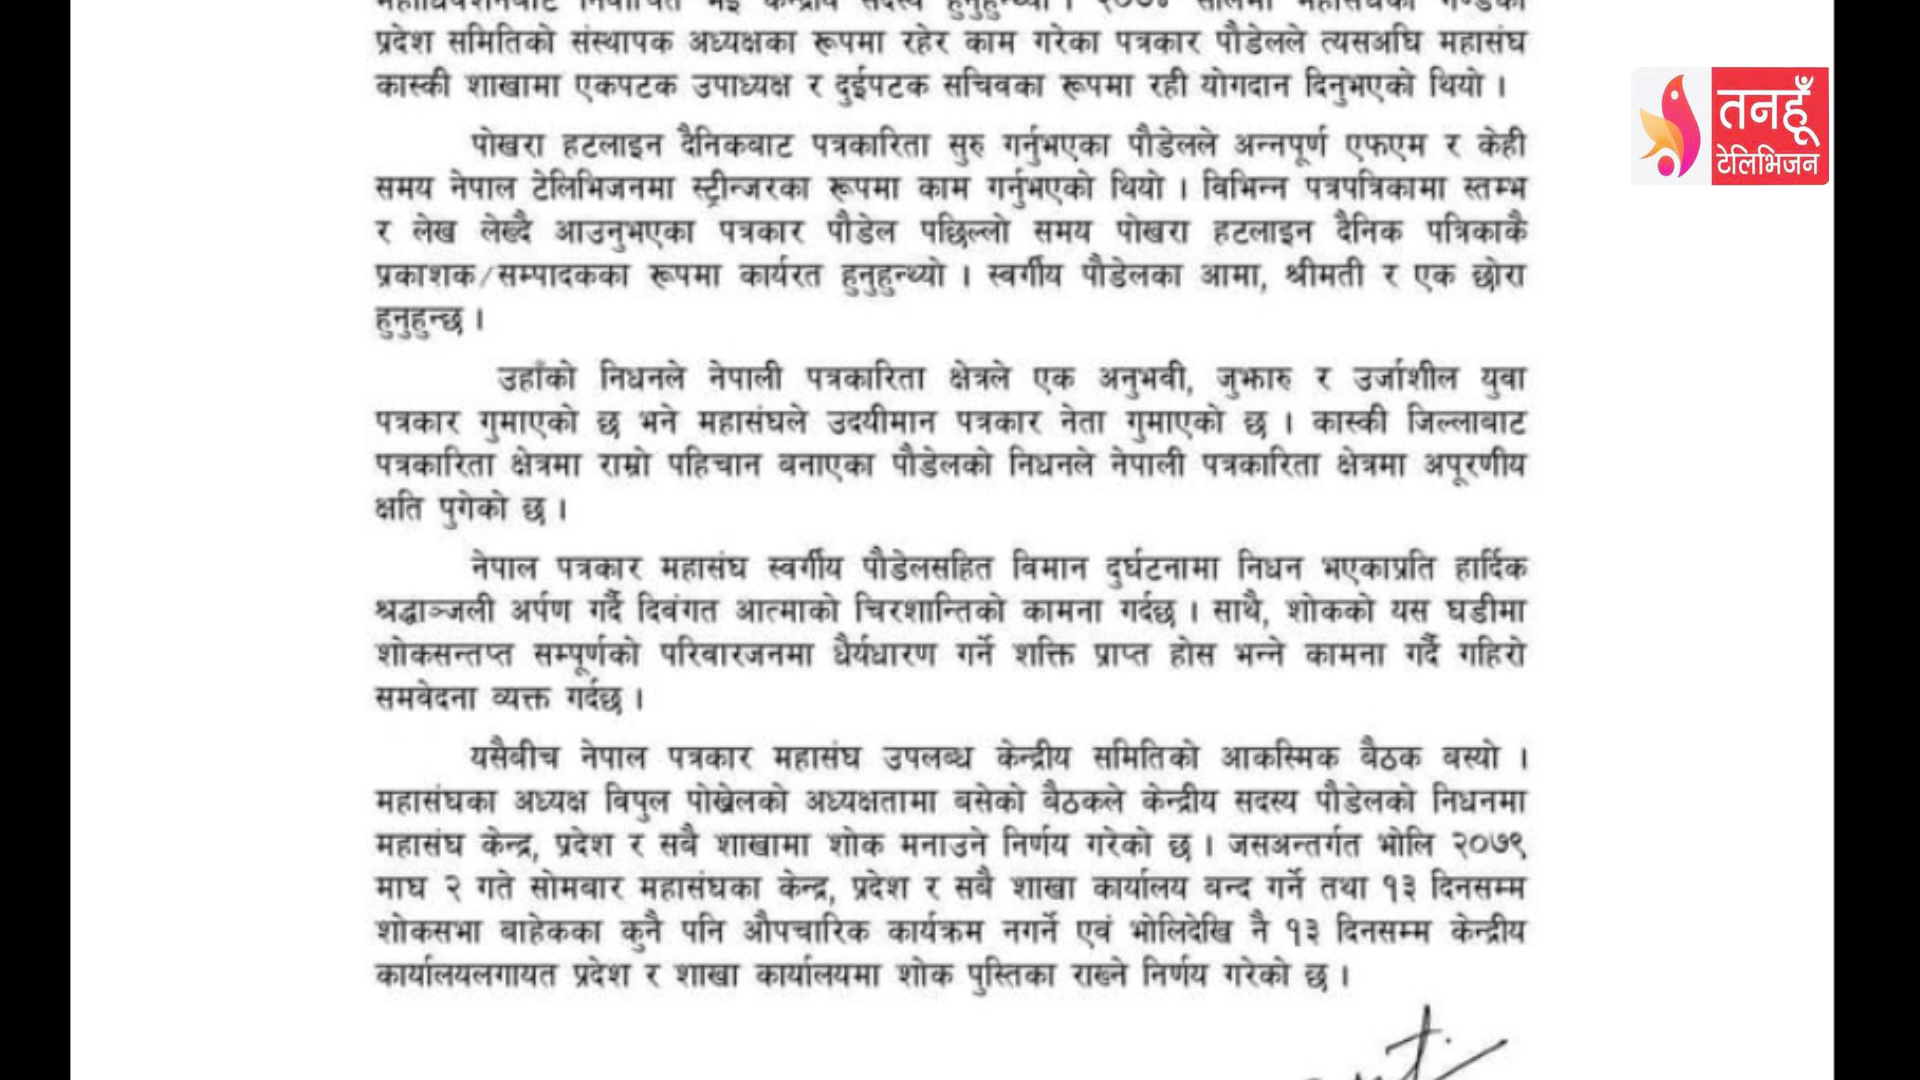 महाधिवेशनबाट निर्वाचित भई केन्द्रीय सदस्य हुनुहुन्थ्यो । २०७४ सालमा महासंघको गण्डकी
प्रदेश समितिको संस्थापक अध्यक्षका रूपमा रहेर काम गरेका पत्रकार पौडेलले त्यसअघि महासंघ
कास्की शाखामा एकपटक उपाध्यक्ष र दुईपटक सचिवका रूपमा रही योगदान दिनुभएको थियो ।
पोखरा हटलाइन दैनिकबाट पत्रकारिता सुरु गर्नुभएका पौडेलले अन्नपूर्ण एफएम र केही
समय नेपाल टेलिभिजनमा स्ट्रीन्जरका रूपमा काम गर्नुभएको थियो । विभिन्न पत्रपत्रिकामा स्तम्भ
र लेख लेख्दै आउनुभएका पत्रकार पौडेल पछिल्लो समय पोखरा हटलाइन दैनिक पत्रिकाकै
प्रकाशक/सम्पादकका रूपमा कार्यरत हुनुहुन्थ्यो । स्वर्गीय पौडेलका आमा, श्रीमती र एक छोरा
हुनुहुन्छ ।
उहाँको निधनले नेपाली पत्रकारिता क्षेत्रले एक अनुभवी, जुझारु र उर्जाशील युवा
पत्रकार गुमाएको छ भने महासंघले उदयीमान पत्रकार नेता गुमाएको छ । कास्की जिल्लाबाट
पत्रकारिता क्षेत्रमा राम्रो पहिचान बनाएका पौडेलको निधनले नेपाली पत्रकारिता क्षेत्रमा अपूरणीय
क्षति पुगेको छ ।
नेपाल पत्रकार महासंघ स्वर्गीय पौडेलसहित विमान दुर्घटनामा निधन भएकाप्रति हार्दिक
श्रद्धाञ्जली अर्पण गर्दै दिवंगत आत्माको चिरशान्तिको कामना गर्दछ । साथै, शोकको यस घडीमा
शोकसन्तप्त सम्पूर्णको परिवारजनमा धैर्यधारण गर्ने शक्ति प्राप्त होस भन्ने कामना गर्दै गहिरो
समवेदना व्यक्त गर्दछ ।
यसैबीच नेपाल पत्रकार महासंघ उपलब्ध केन्द्रीय समितिको आकस्मिक बैठक बस्यो ।
महासंघका अध्यक्ष विपुल पोख्रेलको अध्यक्षतामा बसेको बैठकले केन्द्रीय सदस्य पौडेलको निधनमा
महासंघ केन्द्र, प्रदेश र सबै शाखामा शोक मनाउने निर्णय गरेको छ । जसअन्तर्गत भोलि २०७९
माघ २ गते सोमबार महासंघका केन्द्र, प्रदेश र सबै शाखा कार्यालय बन्द गर्ने तथा १३ दिनसम्म
शोकसभा बाहेकका कुनै पनि औपचारिक कार्यक्रम नगर्ने एवं भोलिदेखि नै १३ दिनसम्म केन्द्रीय
कार्यालयलगायत प्रदेश र शाखा कार्यालयमा शोक पुस्तिका राख्ने निर्णय गरेको छ ।
तनहूँ
टेलिभिजन